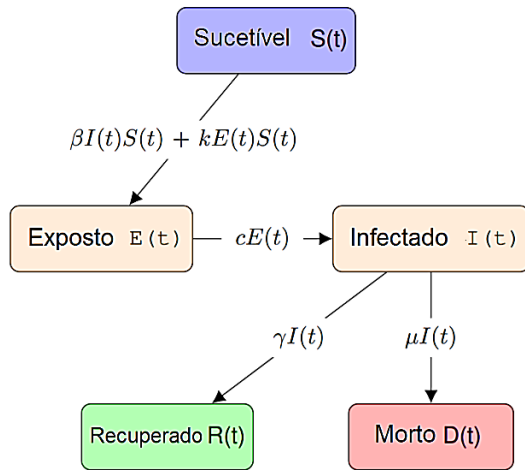 Sucetível S(t)
βI(t)S(t) + kE(t)S(t)
Exposto E(t)
cE(t)
Infectado I(t)
γI(t)
μI(t)
Recuperado R(t)
Morto D(t)